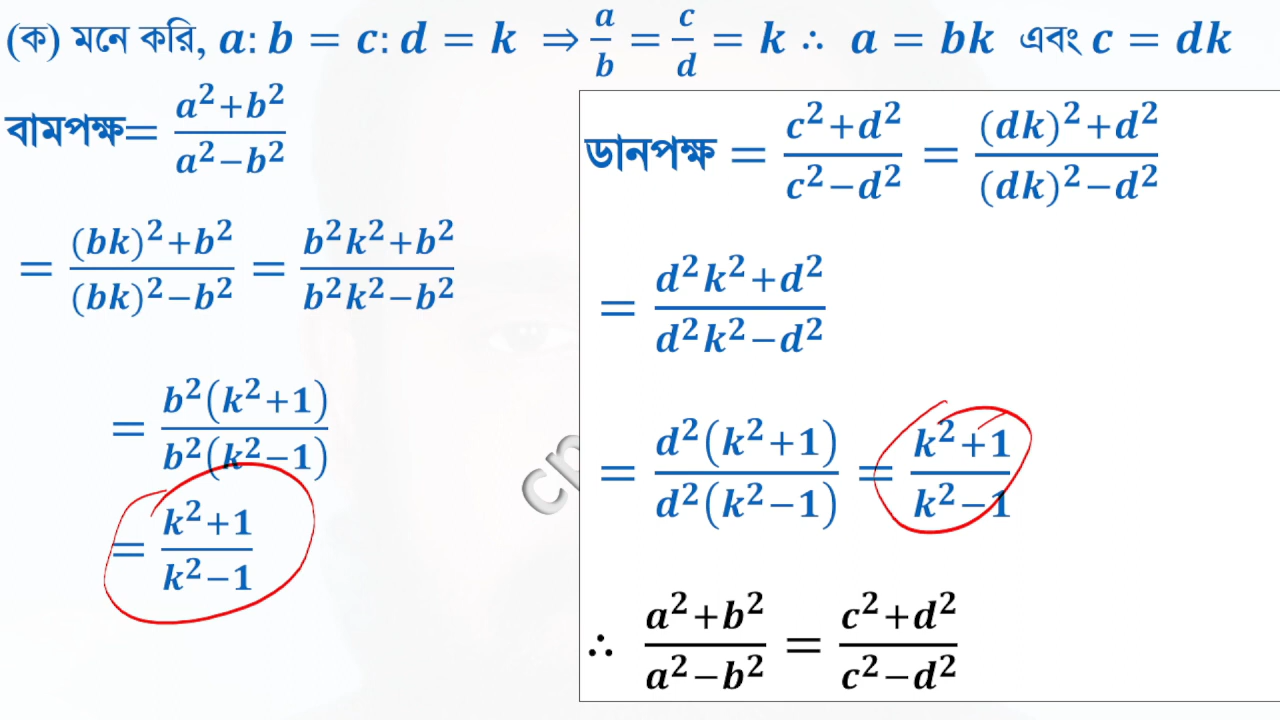 (ক) মনে করি, a: b = c: d = k ⇒ a/b = c/d = k ∴ a = bk এবং c = dk
বামপক্ষ= (a²+b²)/(a²−b²)
= ((bk)²+b²)/((bk)²−b²) = (b²k²+b²)/(b²k²−b²)
= b²(k²+1)/b²(k²−1)
= (k²+1)/(k²−1)
ডানপক্ষ = (c²+d²)/(c²−d²) = ((dk)²+d²)/((dk)²−d²)
= (d²k²+d²)/(d²k²−d²)
= d²(k²+1)/d²(k²−1) = (k²+1)/(k²−1)
∴ (a²+b²)/(a²−b²) = (c²+d²)/(c²−d²)